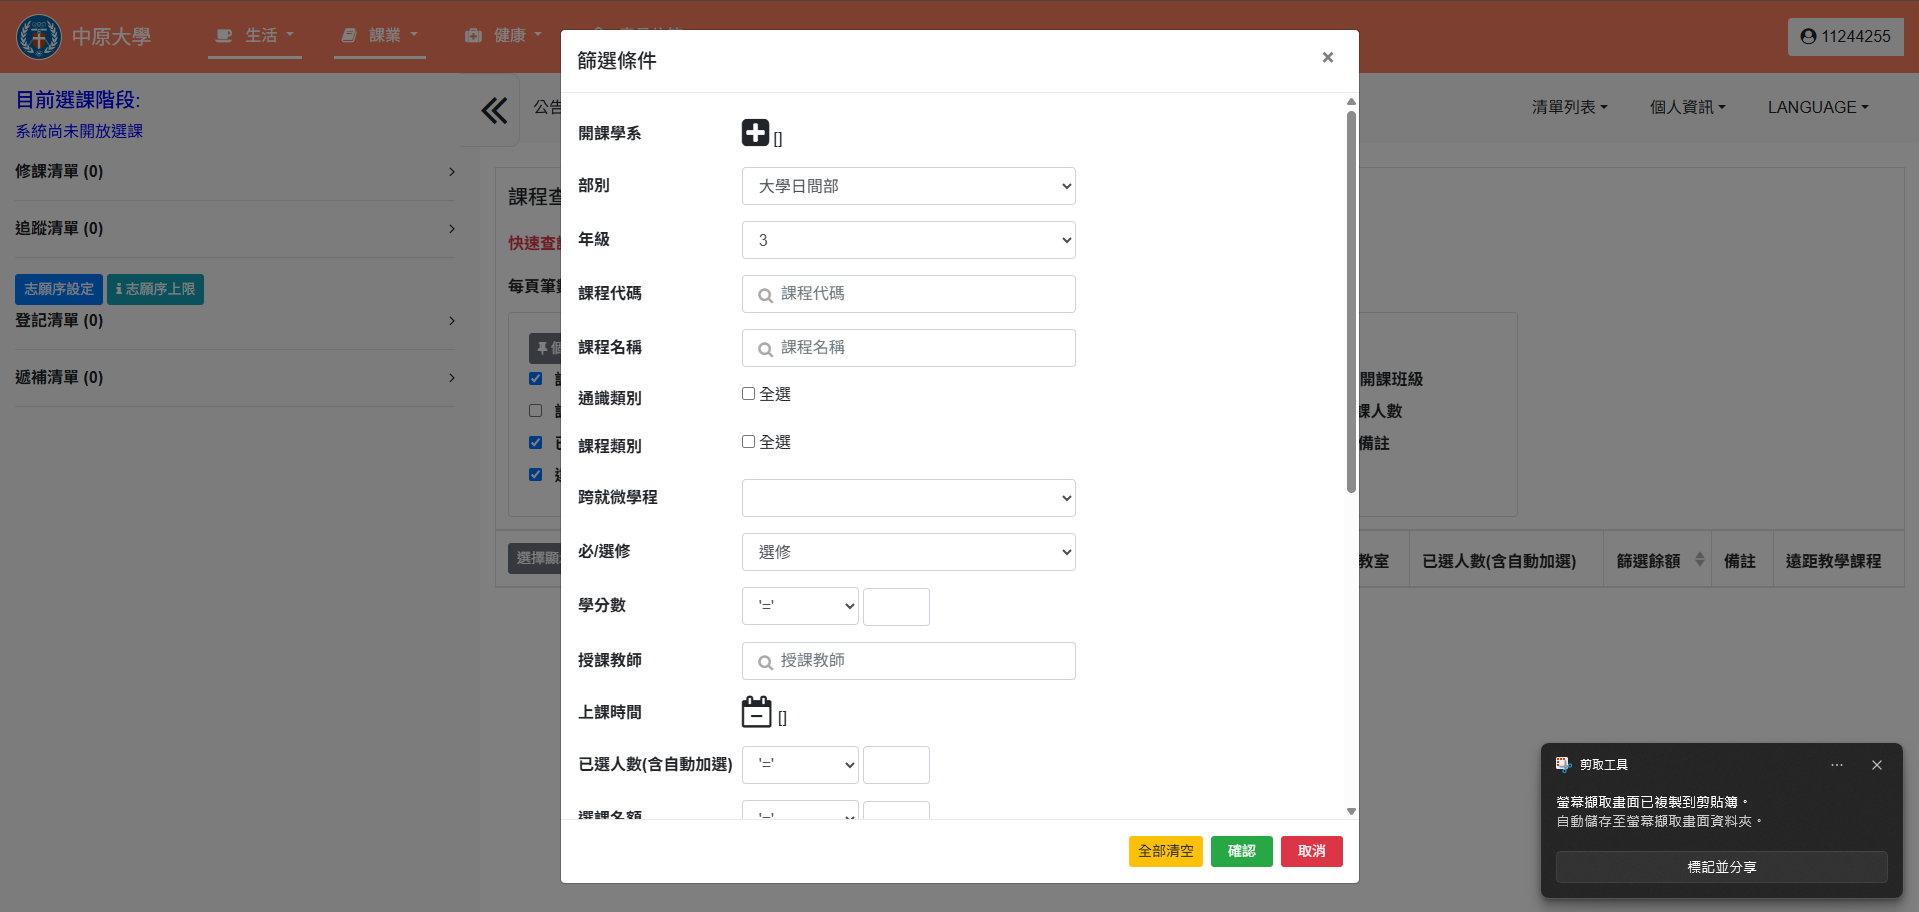 中原大學
生活
課業
健康
11244255
目前選課階段:
系統尚未開放選課
修課清單 (0)
追蹤清單 (0)
志願序設定
志願序上限
登記清單 (0)
遞補清單 (0)
公告
清單列表
個人資訊
LANGUAGE
課程查
快速查
每頁筆
開課班級
課人數
備註
選擇顯
教室
已選人數(含自動加選)
篩選餘額
備註
遠距教學課程
篩選條件
×
開課學系
[]
部別
大學日間部
年級
3
課程代碼
課程代碼
課程名稱
課程名稱
通識類別
全選
課程類別
全選
跨就微學程
必/選修
選修
學分數
'='
授課教師
授課教師
上課時間
[]
已選人數(含自動加選)
'='
選課名額
'='
全部清空
確認
取消
剪取工具
螢幕擷取畫面已複製到剪貼簿。
自動儲存至螢幕擷取畫面資料夾。
標記並分享